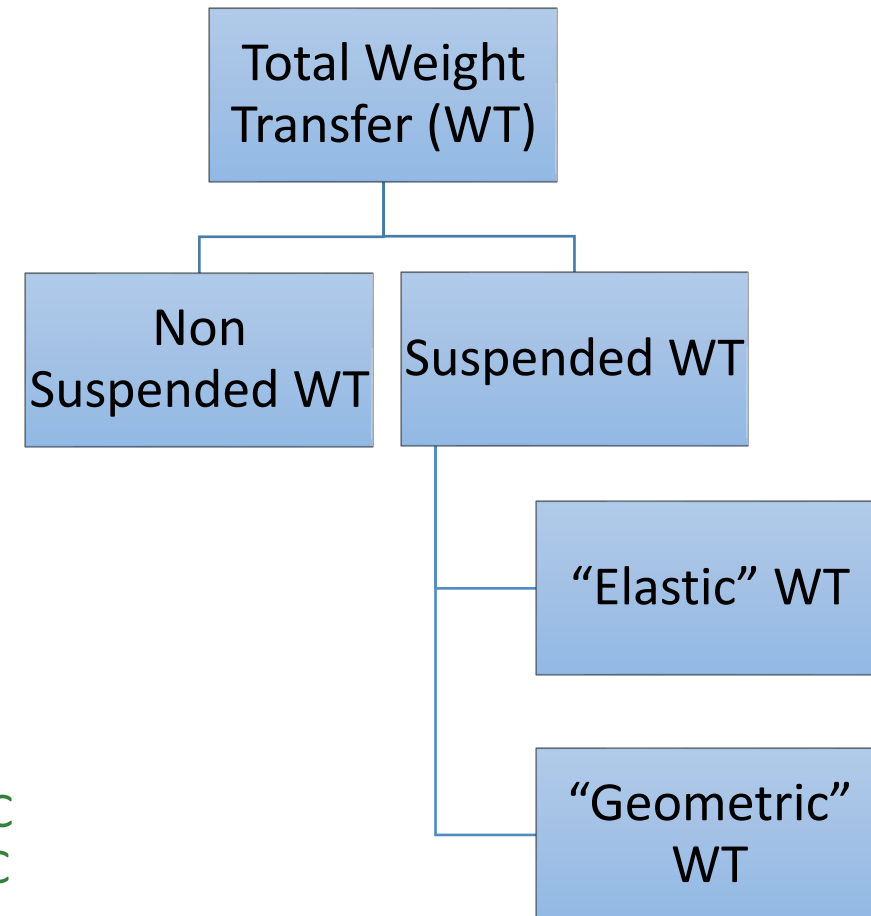 Total Weight
Transfer (WT)
Non
Suspended WT
Suspended WT
“Elastic” WT
“Geometric”
WT
C
C